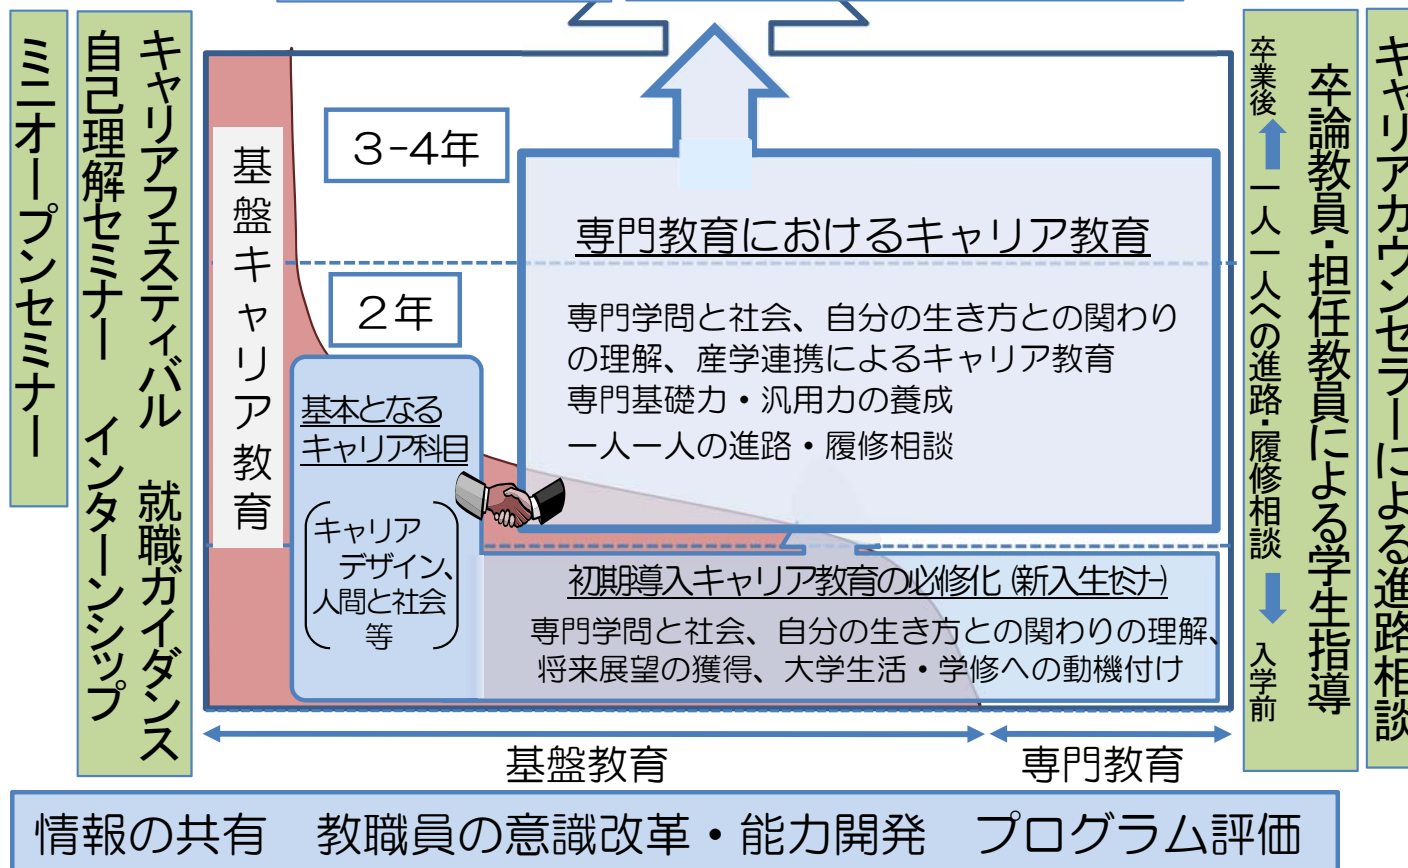 ミニオープンセミナー
キャリアフェスティバル　就職ガイダンス
自己理解セミナー　インターンシップ
基盤キャリア教育
3-4年
2年
基本となる
キャリア科目
キャリア
デザイン、
人間と社会
等
専門教育におけるキャリア教育
専門学問と社会、自分の生き方との関わり
の理解、産学連携によるキャリア教育
専門基礎力・汎用力の養成
一人一人の進路・履修相談
初期導入キャリア教育の必修化（新入生セミナー）
専門学問と社会、自分の生き方との関わりの理解、
将来展望の獲得、大学生活・学修への動機付け
基盤教育
専門教育
卒業後
一人一人への進路・履修相談
入学前
卒論教員・担任教員による学生指導
キャリアカウンセラーによる進路相談
情報の共有　教職員の意識改革・能力開発　プログラム評価